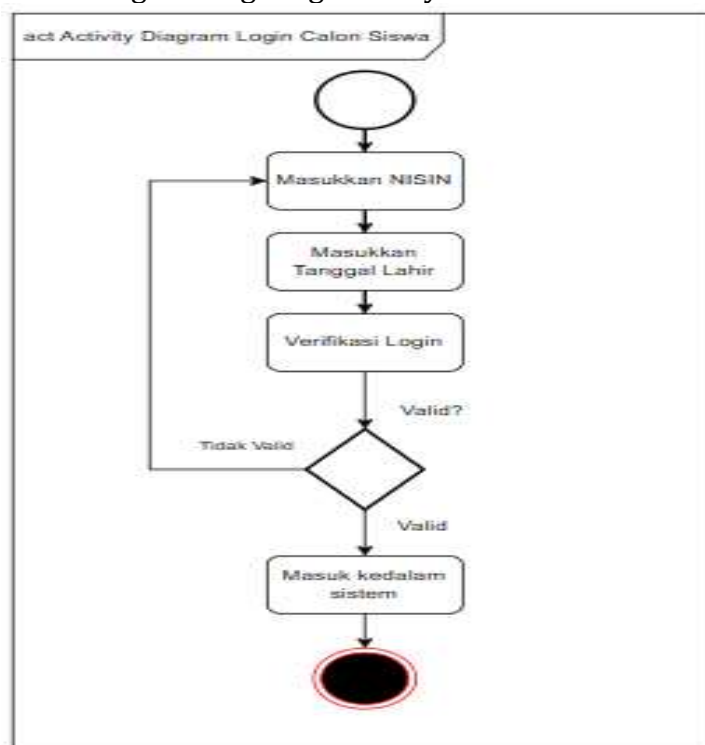 act Activity Diagram Login Calon Siswa
Masukkan NISIN
Masukkan
Tanggal Lahir
Verifikasi Login
Valid?
Tidak Valid
Valid
Masuk kedalam
sistem